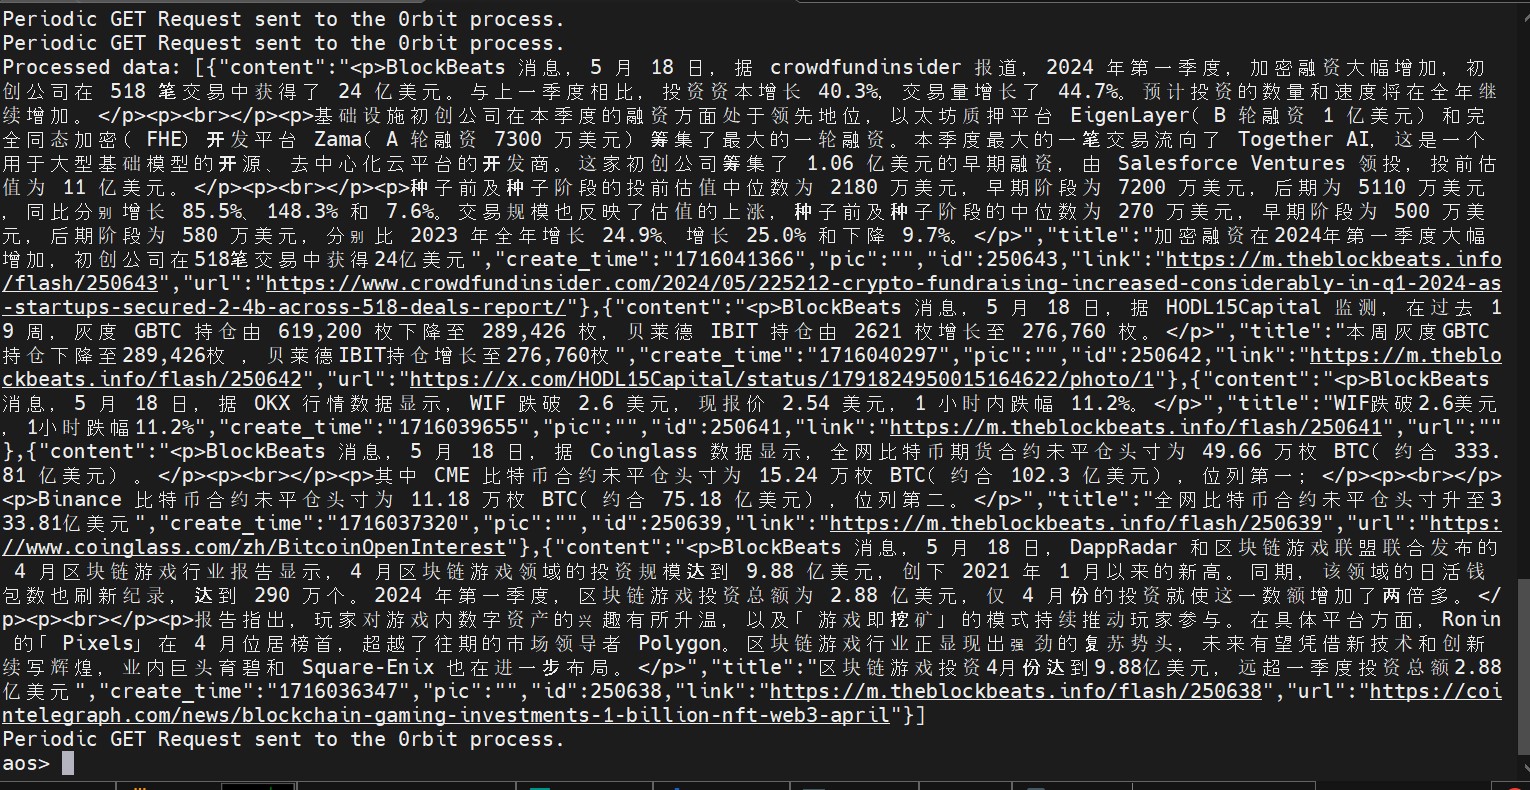 Periodic GET Request sent to the 0rbit process.
Periodic GET Request sent to the 0rbit process.
Processed data: [{"content":"<p>BlockBeats 消息，5 月 18 日，据 crowdfundinsider 报道，2024 年第一季度，加密融资大幅增加，初
创公司在 518 笔交易中获得了 24 亿美元。与上一季度相比，投资资本增长 40.3%，交易量增长了 44.7%。预计投资的数量和速度将在全年继
续增加。</p><p><br></p><p>基础设施初创公司在本季度的融资方面处于领先地位，以太坊质押平台 EigenLayer（B 轮融资 1 亿美元）和完
全同态加密（FHE）开发平台 Zama（A 轮融资 7300 万美元）筹集了最大的一轮融资。本季度最大的一笔交易流向了 Together AI，这是一个
用于大型基础模型的开源、去中心化云平台的开发商。这家初创公司筹集了 1.06 亿美元的早期融资，由 Salesforce Ventures 领投，投前估
值为 11 亿美元。</p><p><br></p><p>种子前及种子阶段的投前估值中位数为 2180 万美元，早期阶段为 7200 万美元，后期为 5110 万美元
，同比分别增长 85.5%、148.3% 和 7.6%。交易规模也反映了估值的上涨，种子前及种子阶段的中位数为 270 万美元，早期阶段为 500 万美
元，后期阶段为 580 万美元，分别比 2023 年全年增长 24.9%、增长 25.0% 和下降 9.7%。</p>","title":"加密融资在2024年第一季度大幅
增加，初创公司在518笔交易中获得24亿美元","create_time":"1716041366","pic":"","id":250643,"link":"https://m.theblockbeats.info
/flash/250643","url":"https://www.crowdfundinsider.com/2024/05/225212-crypto-fundraising-increased-considerably-in-q1-2024-as
-startups-secured-2-4b-across-518-deals-report/"},{"content":"<p>BlockBeats 消息，5 月 18 日，据 HODL15Capital 监测，在过去 1
9 周，灰度 GBTC 持仓由 619,200 枚下降至 289,426 枚，贝莱德 IBIT 持仓由 2621 枚增长至 276,760 枚。</p>","title":"本周灰度GBTC
持仓下降至289,426枚 ，贝莱德IBIT持仓增长至276,760枚","create_time":"1716040297","pic":"","id":250642,"link":"https://m.theblo
ckbeats.info/flash/250642","url":"https://x.com/HODL15Capital/status/1791824950015164622/photo/1"},{"content":"<p>BlockBeats
消息，5 月 18 日，据 OKX 行情数据显示，WIF 跌破 2.6 美元，现报价 2.54 美元，1 小时内跌幅 11.2%。</p>","title":"WIF跌破2.6美元
，1小时跌幅11.2%","create_time":"1716039655","pic":"","id":250641,"link":"https://m.theblockbeats.info/flash/250641","url":""
},{"content":"<p>BlockBeats 消息，5 月 18 日，据 Coinglass 数据显示，全网比特币期货合约未平仓头寸为 49.66 万枚 BTC（约合 333.
81 亿美元）。</p><p><br></p><p>其中 CME 比特币合约未平仓头寸为 15.24 万枚 BTC（约合 102.3 亿美元），位列第一；</p><p><br></p>
<p>Binance 比特币合约未平仓头寸为 11.18 万枚 BTC（约合 75.18 亿美元），位列第二。</p>","title":"全网比特币合约未平仓头寸升至3
33.81亿美元","create_time":"1716037320","pic":"","id":250639,"link":"https://m.theblockbeats.info/flash/250639","url":"https:
//www.coinglass.com/zh/BitcoinOpenInterest"},{"content":"<p>BlockBeats 消息，5 月 18 日，DappRadar 和区块链游戏联盟联合发布的
 4 月区块链游戏行业报告显示，4 月区块链游戏领域的投资规模达到 9.88 亿美元，创下 2021 年 1 月以来的新高。同期，该领域的日活钱
包数也刷新纪录，达到 290 万个。2024 年第一季度，区块链游戏投资总额为 2.88 亿美元，仅 4 月份的投资就使这一数额增加了两倍多。</
p><p><br></p><p>报告指出，玩家对游戏内数字资产的兴趣有所升温，以及「游戏即挖矿」的模式持续推动玩家参与。在具体平台方面，Ronin
 的「Pixels」在 4 月位居榜首，超越了往期的市场领导者 Polygon。区块链游戏行业正显现出强劲的复苏势头，未来有望凭借新技术和创新
续写辉煌，业内巨头育碧和 Square-Enix 也在进一步布局。</p>","title":"区块链游戏投资4月份达到9.88亿美元，远超一季度投资总额2.88
亿美元","create_time":"1716036347","pic":"","id":250638,"link":"https://m.theblockbeats.info/flash/250638","url":"https://coi
ntelegraph.com/news/blockchain-gaming-investments-1-billion-nft-web3-april"}]
Periodic GET Request sent to the 0rbit process.
aos>